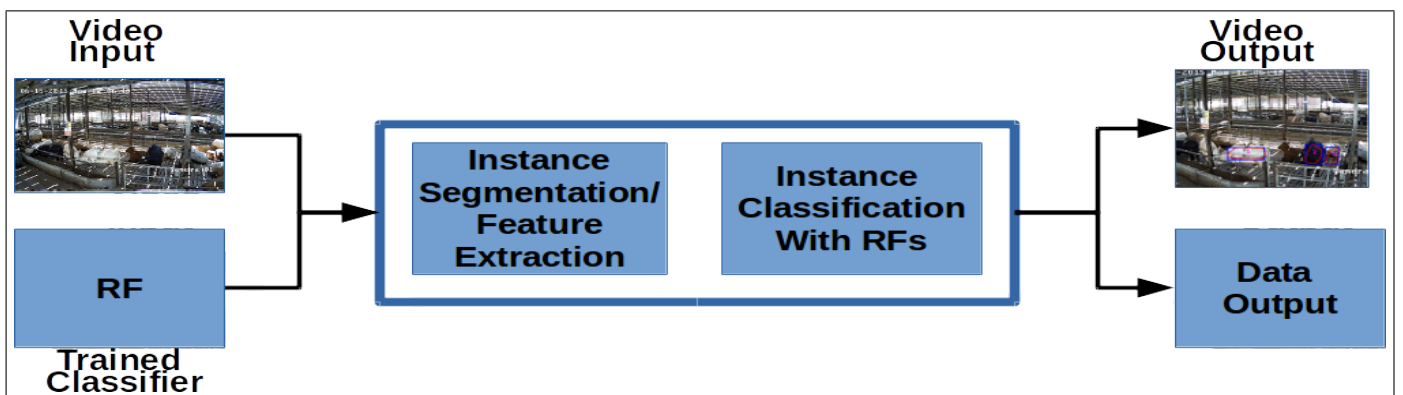 Video
Input
RF
Trained
Classifier
Instance
Segmentation/
Feature
Extraction
Instance
Classification
With RFs
Video
Output
Data
Output